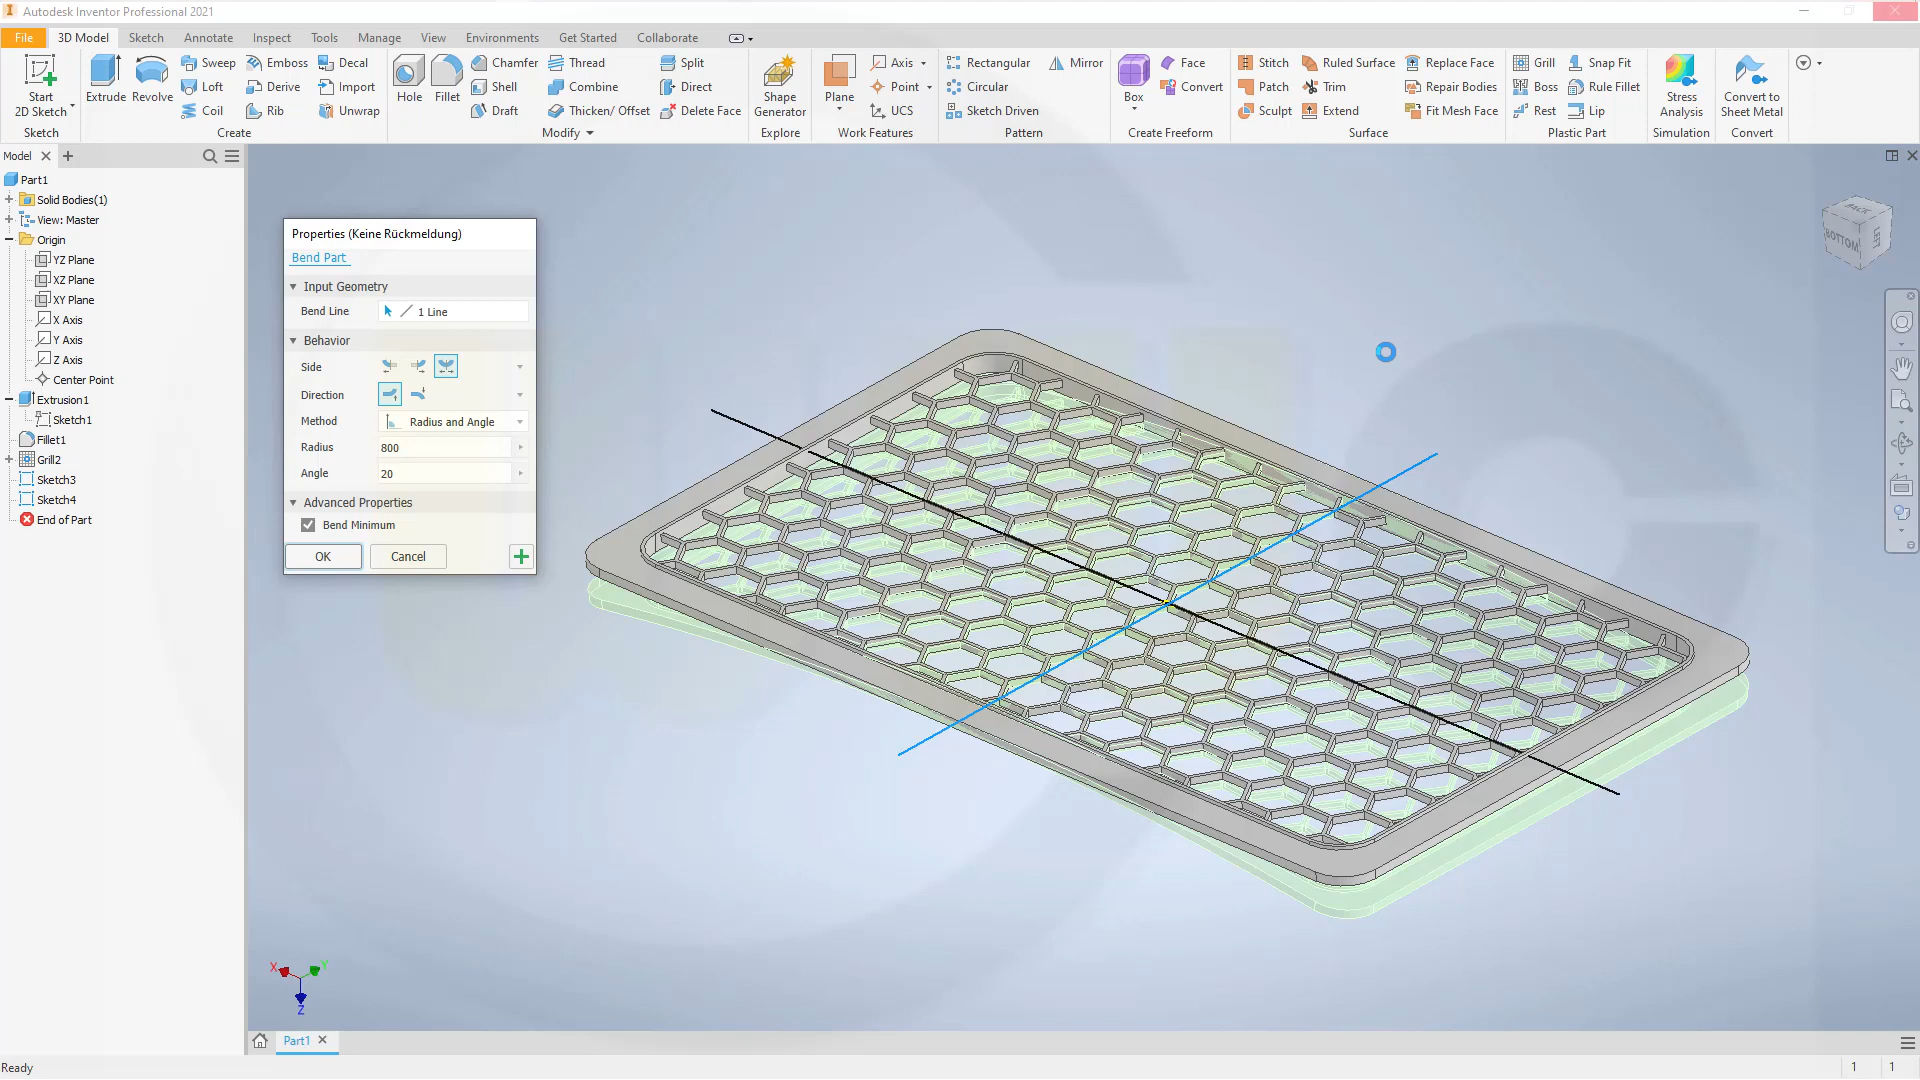 Autodesk Inventor Professional 2021
File 3D Model Sketch Annotate Inspect Tools Manage View Environments Get Started Collaborate
Start 2D Sketch
Sketch
Extrude Revolve Sweep Emboss Decal
Loft Derive Import
Coil Rib Unwrap
Create
Hole Fillet Chamfer Thread Split
Shell Combine Direct
Draft Thicken/ Offset Delete Face
Modify
Shape Generator
Explore
Plane Axis
Point
UCS
Work Features
Rectangular Mirror
Circular
Sketch Driven
Pattern
Box Face
Convert
Create Freeform
Stitch Ruled Surface Replace Face
Patch Trim Repair Bodies
Sculpt Extend Fit Mesh Face
Surface
Grill Snap Fit
Boss Rule Fillet
Rest Lip
Plastic Part
Stress Analysis
Simulation
Convert to Sheet Metal
Convert
Model
Part1
Solid Bodies(1)
View: Master
Origin
YZ Plane
XZ Plane
XY Plane
X Axis
Y Axis
Z Axis
Center Point
Extrusion1
Sketch1
Fillet1
Grill2
Sketch3
Sketch4
End of Part
Properties (Keine Rückmeldung)
Bend Part
Input Geometry
Bend Line 1 Line
Behavior
Side
Direction
Method Radius and Angle
Radius 800
Angle 20
Advanced Properties
Bend Minimum
OK Cancel
BACK
BOTTOM
X Y
Z
Part1
Ready 1 1